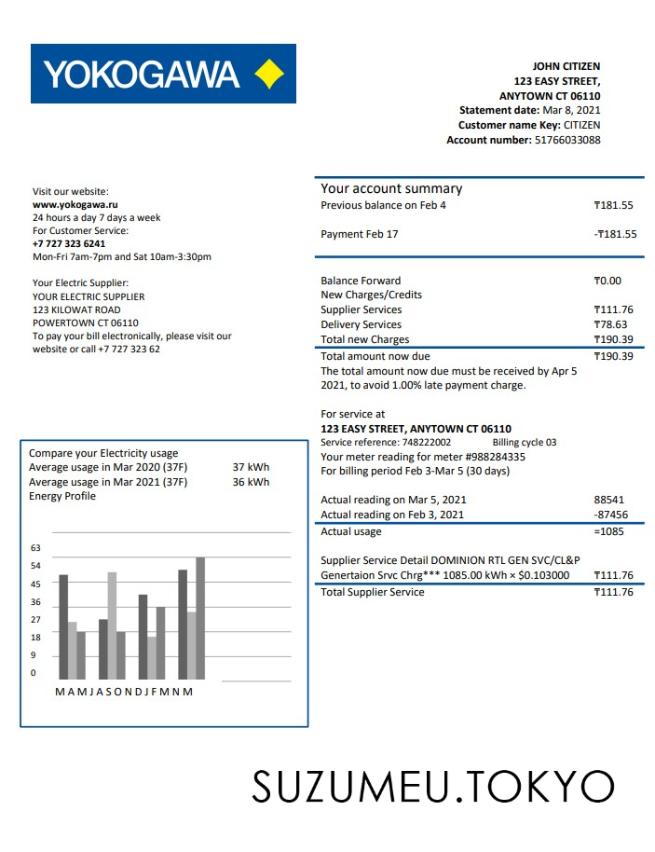 YOKOGAWA
JOHN CITIZEN
123 EASY STREET,
ANYTOWN CT 06110
Statement date: Mar 8, 2021
Customer name Key: CITIZEN
Account number: 51766033088
Visit our website:
www.yokogawa.ru
24 hours a day 7 days a week
For Customer Service:
+7 727 323 6241
Mon-Fri 7am-7pm and Sat 10am-3:30pm
Your Electric Supplier:
YOUR ELECTRIC SUPPLIER
123 KILOWAT ROAD
POWERTOWN CT 06110
To pay your bill electronically, please visit our
website or call +7 727 323 62
Your account summary
Previous balance on Feb 4 ₸181.55
Payment Feb 17 -₸181.55
Balance Forward ₸0.00
New Charges/Credits
Supplier Services ₸111.76
Delivery Services ₸78.63
Total new Charges ₸190.39
Total amount now due ₸190.39
The total amount now due must be received by Apr 5
2021, to avoid 1.00% late payment charge.
For service at
123 EASY STREET, ANYTOWN CT 06110
Service reference: 748222002 Billing cycle 03
Your meter reading for meter #988284335
For billing period Feb 3-Mar 5 (30 days)
Actual reading on Mar 5, 2021 88541
Actual reading on Feb 3, 2021 -87456
Actual usage =1085
Supplier Service Detail DOMINION RTL GEN SVC/CL&P
Genertaion Srvc Chrg*** 1085.00 kWh × $0.103000 ₸111.76
Total Supplier Service ₸111.76
Compare your Electricity usage
Average usage in Mar 2020 (37F) 37 kWh
Average usage in Mar 2021 (37F) 36 kWh
Energy Profile
63
54
45
36
27
18
9
0
M A M J A S O N D J F M N M
SUZUMEU.TOKYO